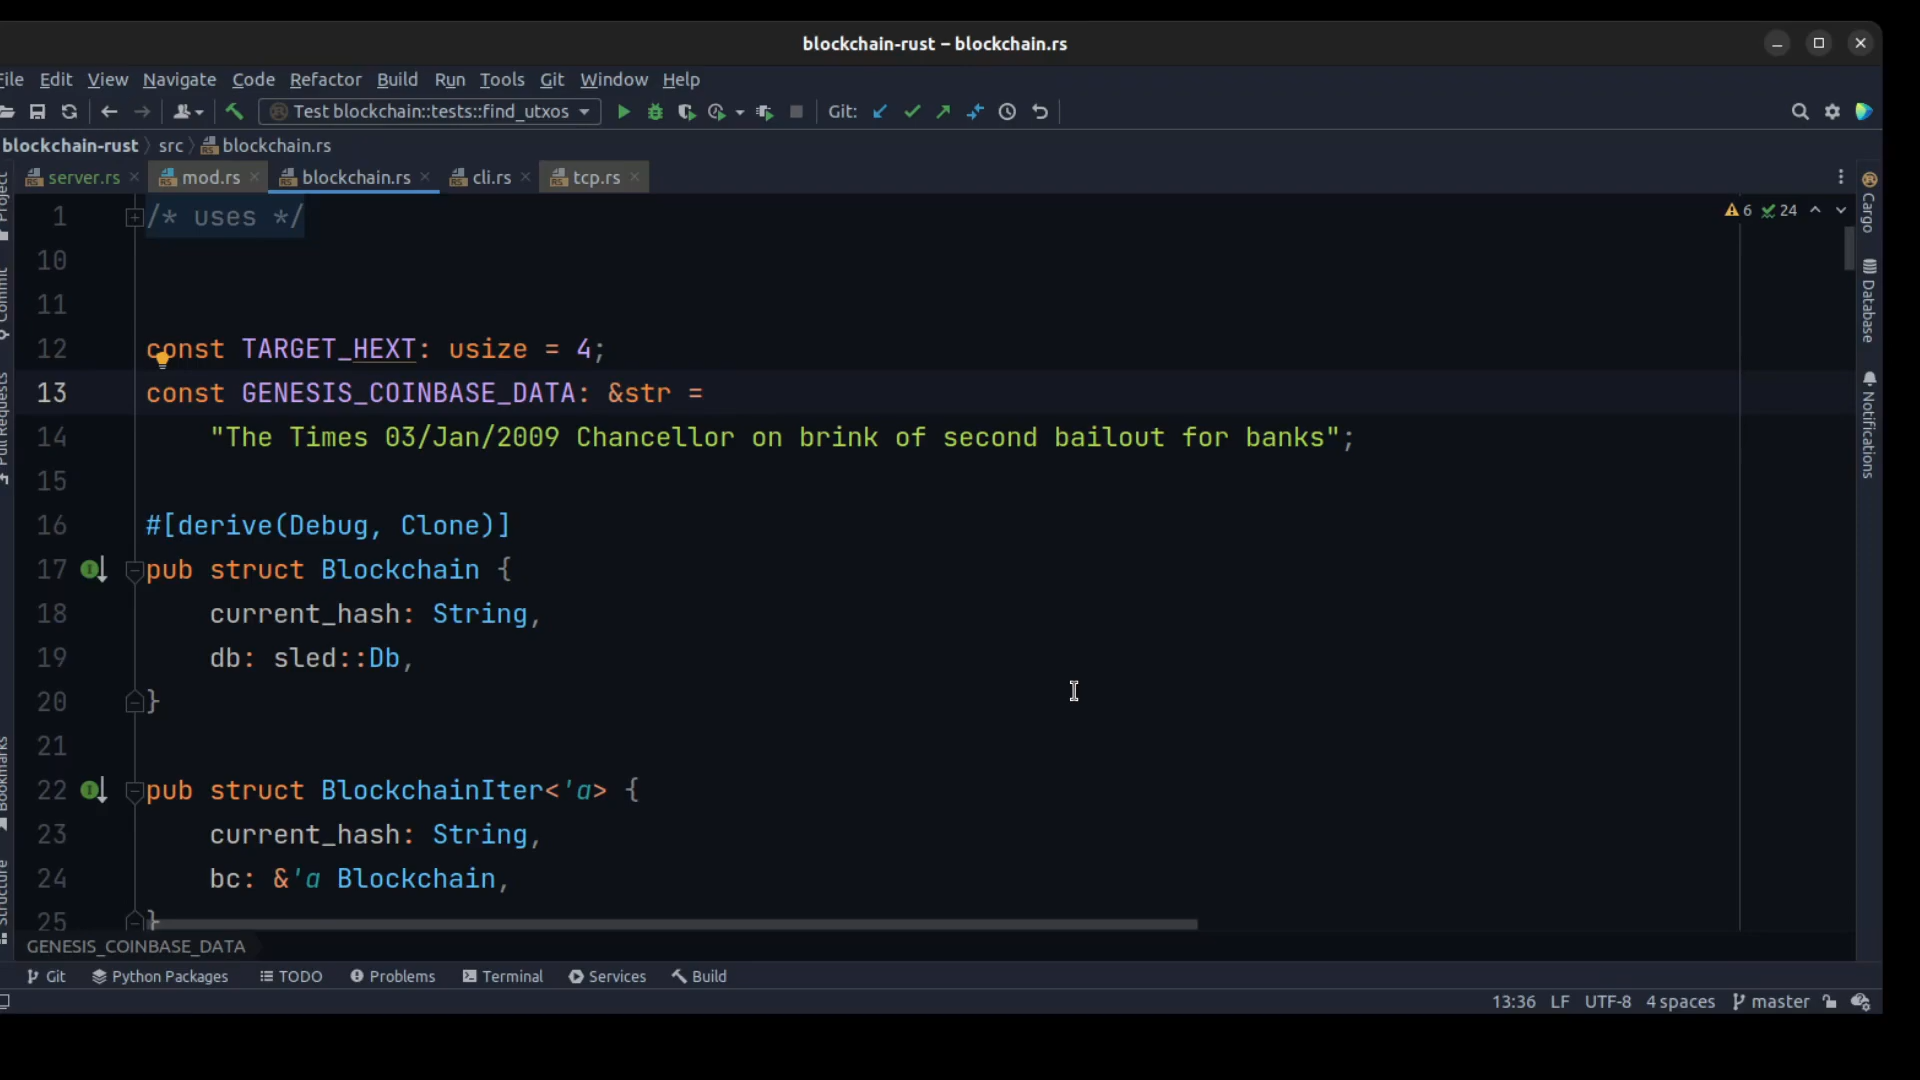 blockchain-rust – blockchain.rs
File Edit View Navigate Code Refactor Build Run Tools Git Window Help
Test blockchain::tests::find_utxos Git:
blockchain-rust src blockchain.rs
server.rs mod.rs blockchain.rs cli.rs tcp.rs
6 24
1 /* uses */
10
11
12 const TARGET_HEXT: usize = 4;
13 const GENESIS_COINBASE_DATA: &str =
14 "The Times 03/Jan/2009 Chancellor on brink of second bailout for banks";
15
16 #[derive(Debug, Clone)]
17 pub struct Blockchain {
18 current_hash: String,
19 db: sled::Db,
20 }
21
22 pub struct BlockchainIter<'a> {
23 current_hash: String,
24 bc: &'a Blockchain,
25 }
Project
Commit
Pull Requests
Bookmarks
Structure
Cargo
Database
Notifications
GENESIS_COINBASE_DATA
Git Python Packages TODO Problems Terminal Services Build
13:36 LF UTF-8 4 spaces master